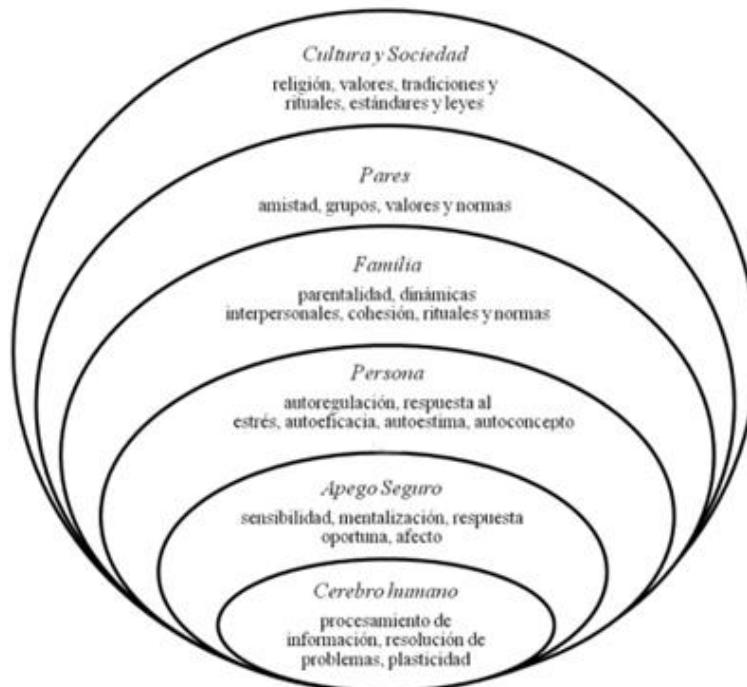 Cultura y Sociedad
religión, valores, tradiciones y
rituales, estándares y leyes
Pares
amistad, grupos, valores y normas
Familia
parentalidad, dinámicas
interpersonales, cohesión, rituales y normas
Persona
autoregulación, respuesta al
estrés, autoeficacia, autoestima, autoconcepto
Apego Seguro
sensibilidad, mentalización, respuesta
oportuna, afecto
Cerebro humano
procesamiento de
información, resolución de
problemas, plasticidad